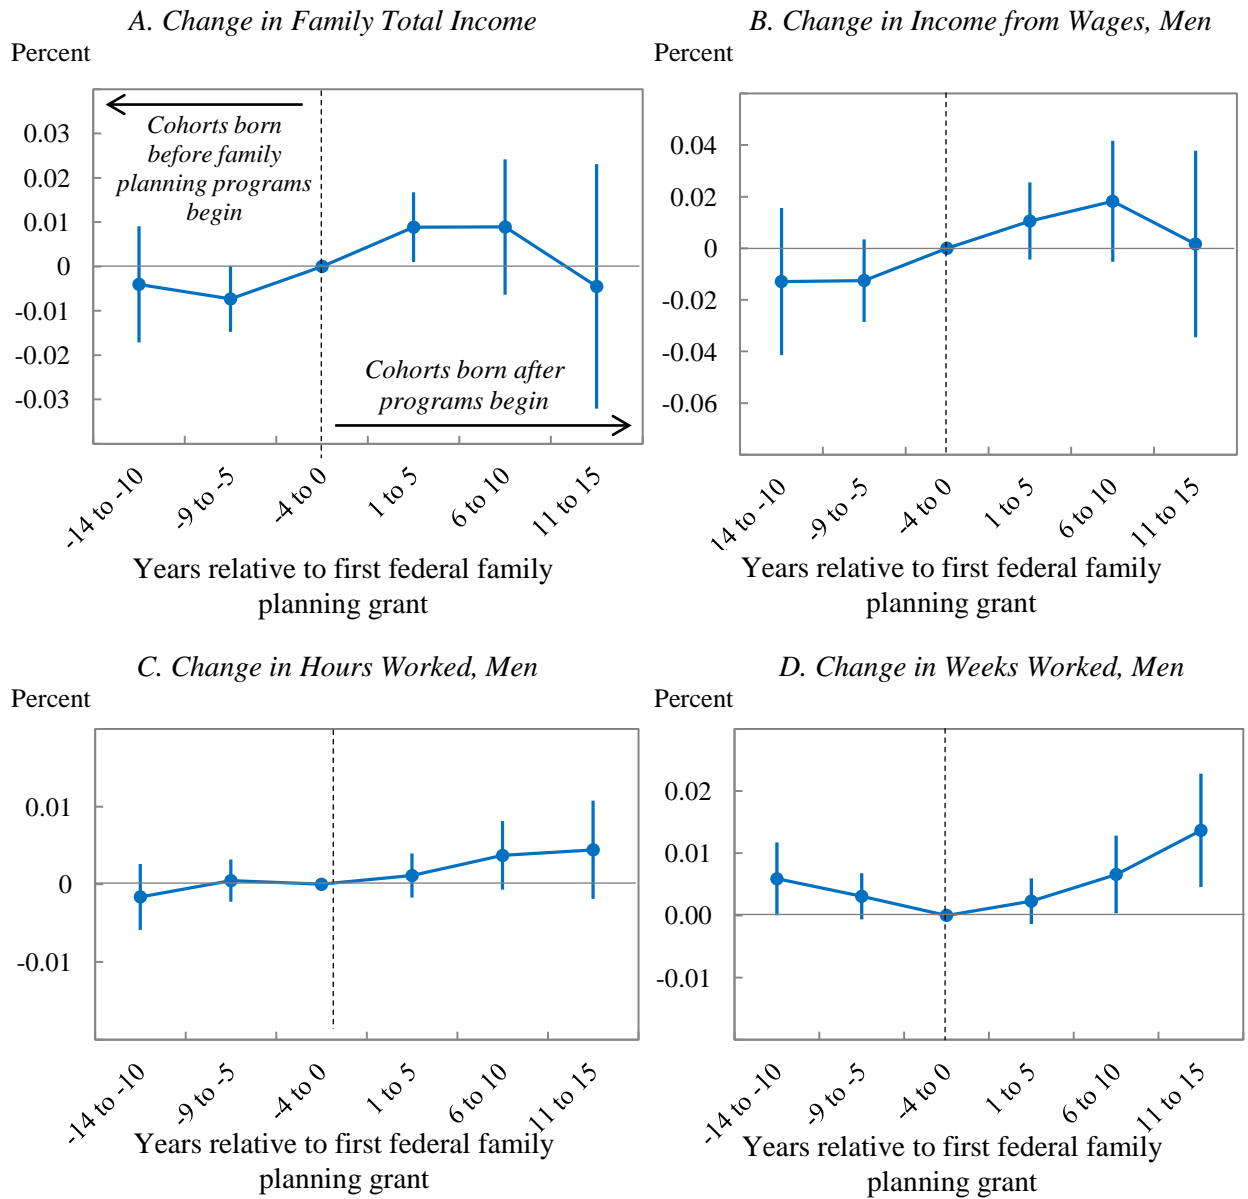 A. Change in Family Total Income
Percent
Cohorts born
before family
planning programs
begin
0.03
0.02
0.01
0
-0.01
-0.02
-0.03
Cohorts born after
programs begin
-14 to -10
-9 to -5
-4 to 0
1 to 5
6 to 10
11 to 15
Years relative to first federal family
planning grant
B. Change in Income from Wages, Men
Percent
0.04
0.02
0
-0.02
-0.04
-0.06
14 to -10
-9 to -5
-4 to 0
1 to 5
6 to 10
11 to 15
Years relative to first federal family
planning grant
C. Change in Hours Worked, Men
Percent
0.01
0
-0.01
-14 to -10
-9 to -5
-4 to 0
1 to 5
6 to 10
11 to 15
Years relative to first federal family
planning grant
D. Change in Weeks Worked, Men
Percent
0.02
0.01
0.00
-0.01
-14 to -10
-9 to -5
-4 to 0
1 to 5
6 to 10
11 to 15
Years relative to first federal family
planning grant